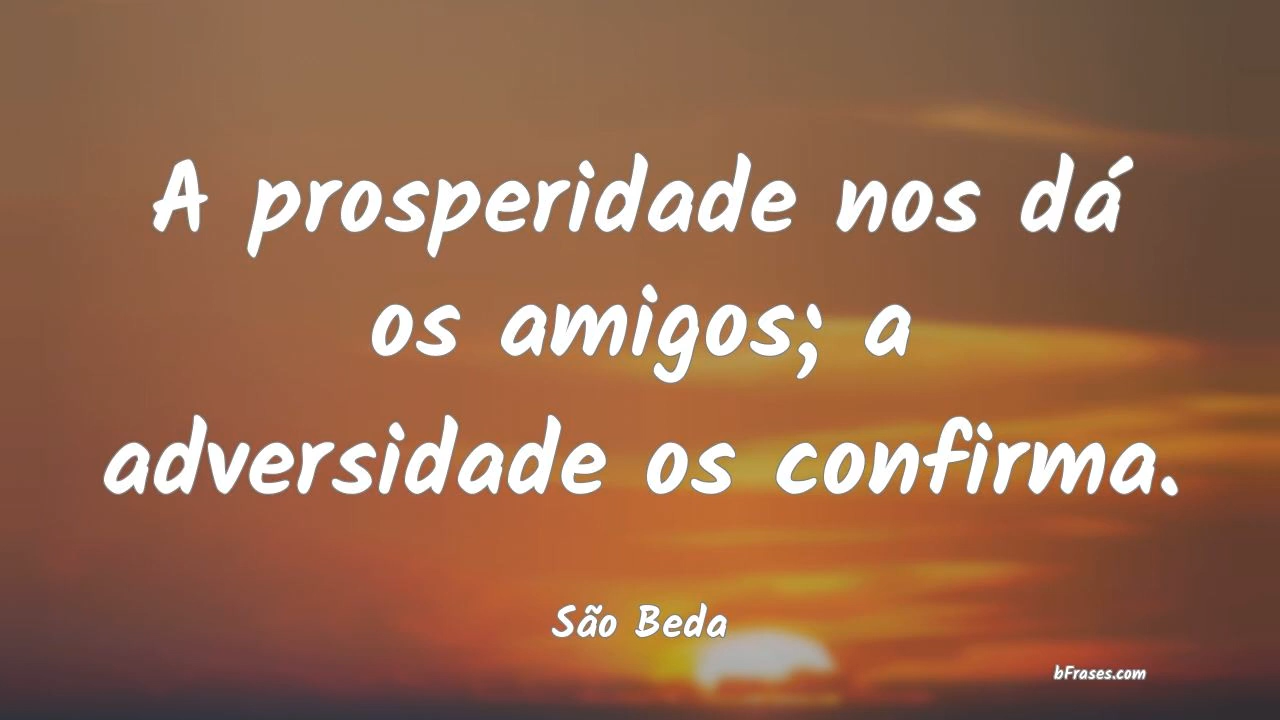 A prosperidade nos dá
os amigos; a
adversidade os confirma.
São Beda
bFrases.com